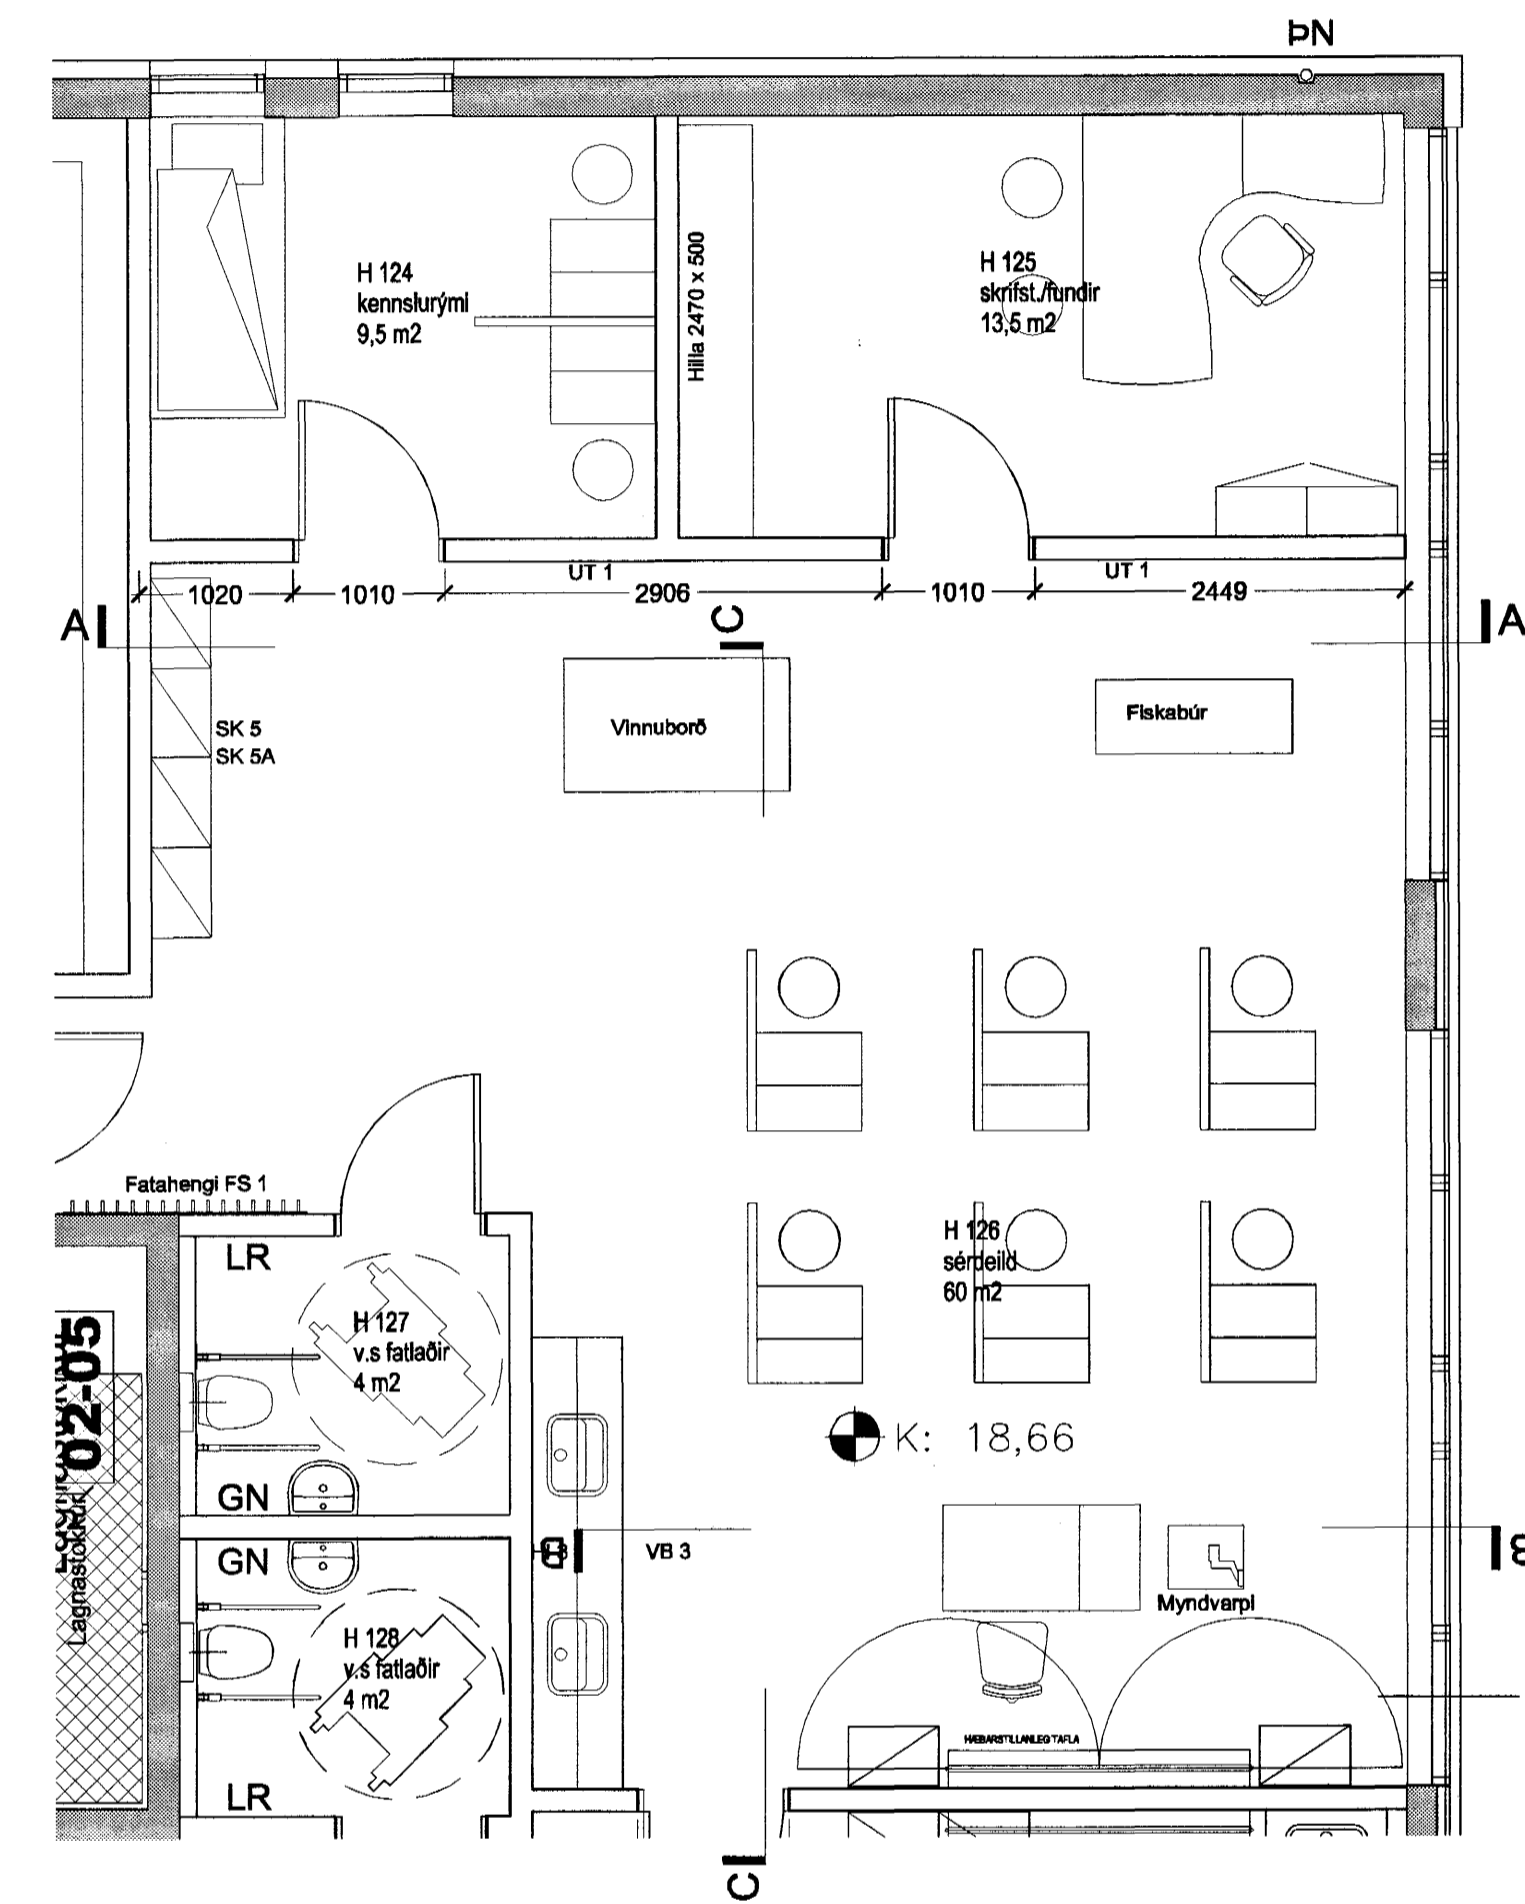 ÞN
H 124
kennslurými
9,5 m2
Hilla 2470 x 500
H 125
skrifst./fundir
13,5 m2
UT 1
UT 1
1020
1010
2906
1010
2449
A
C
A
SK 5
SK 5A
Vinnuborð
Fiskabúr
Fatahengi FS 1
LR
H 127
v.s fatlaðir
4 m2
GN
H 126
sérdeild
60 m2
K: 18,66
02-05
Lagnastokkur
GN
B
VB 3
B
Myndvarpi
H 128
v.s fatlaðir
4 m2
LR
HÆÐARSTILLANLEG TAFLA
C